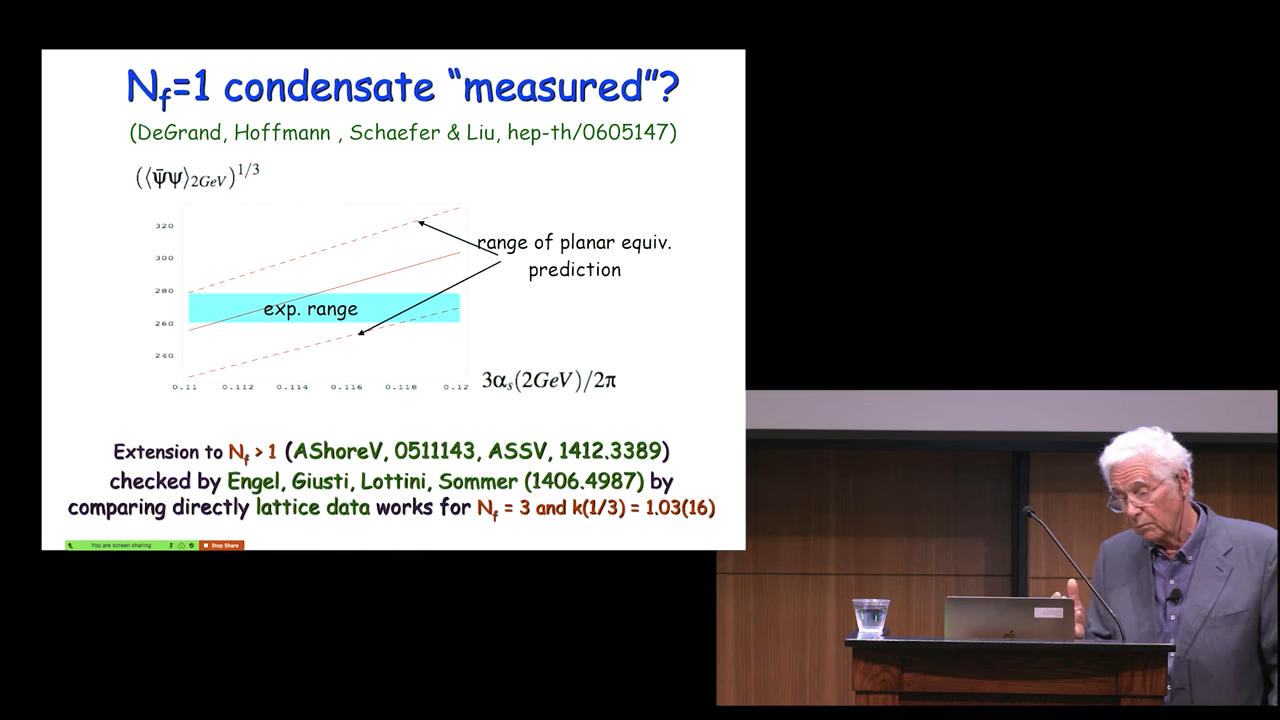 N_f=1 condensate “measured”?
(DeGrand, Hoffmann , Schaefer & Liu, hep-th/0605147)
(⟨ψ̄ψ⟩_2GeV)^1/3
320
300
280
260
240
range of planar equiv.
prediction
exp. range
0.11 0.112 0.114 0.116 0.118 0.12
3α_s(2GeV)/2π
Extension to N_f > 1 (AShoreV, 0511143, ASSV, 1412.3389)
checked by Engel, Giusti, Lottini, Sommer (1406.4987) by
comparing directly lattice data works for N_f = 3 and k(1/3) = 1.03(16)
You are screen sharing
Stop Share